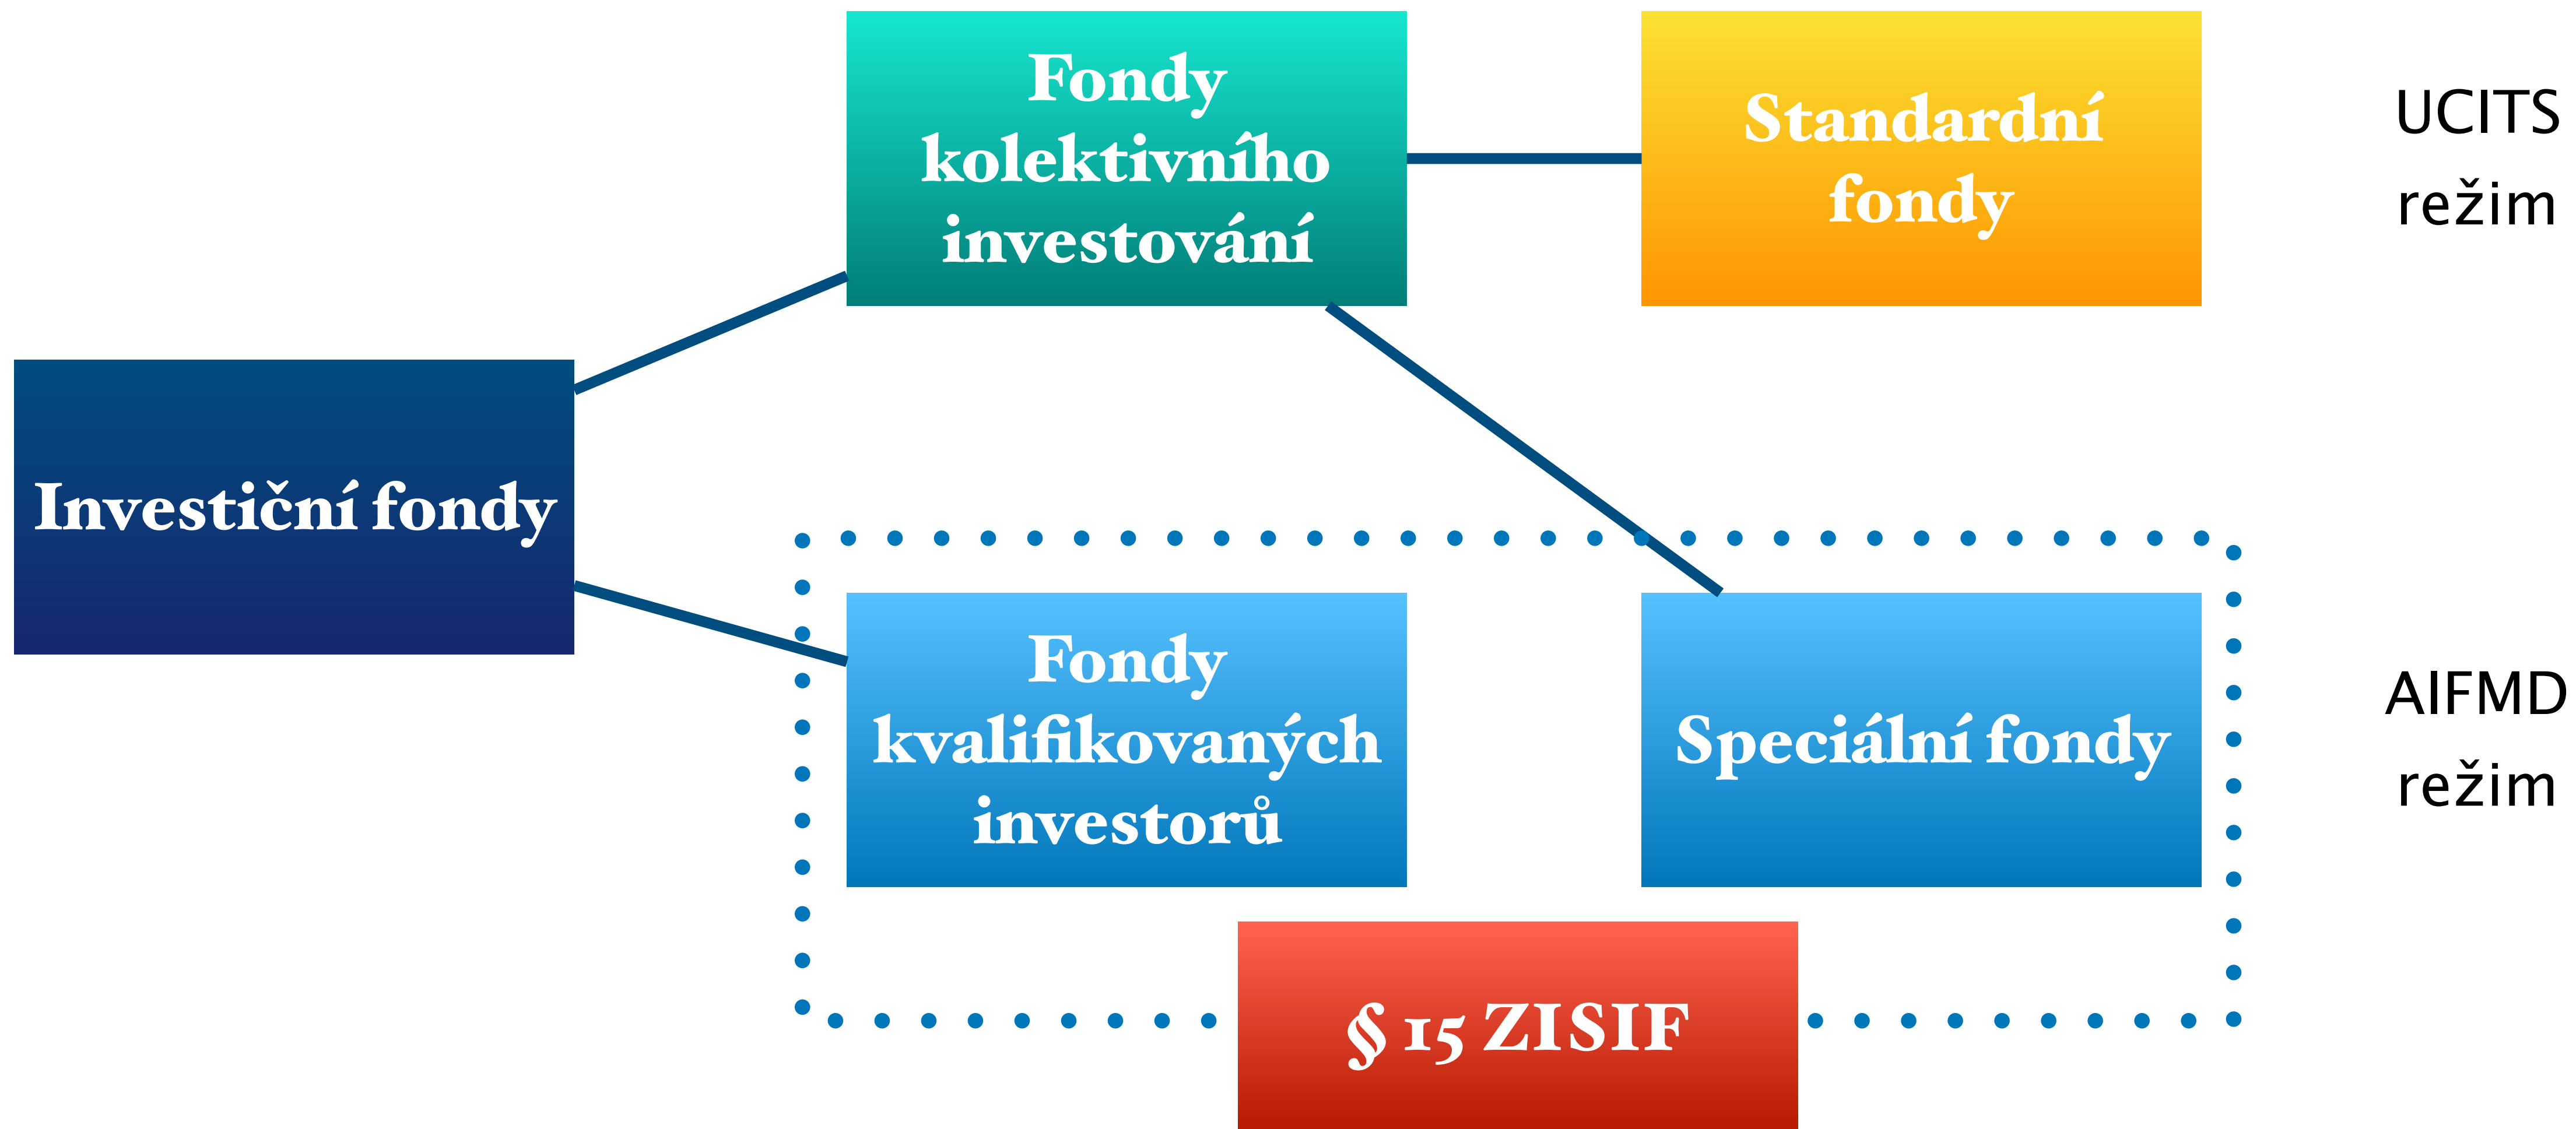 Fondy
kolektivního
investování
Standardní
fondy
UCITS
režim
Investiční fondy
Fondy
kvalifikovaných
investorů
Speciální fondy
AIFMD
režim
§ 15 ZISIF